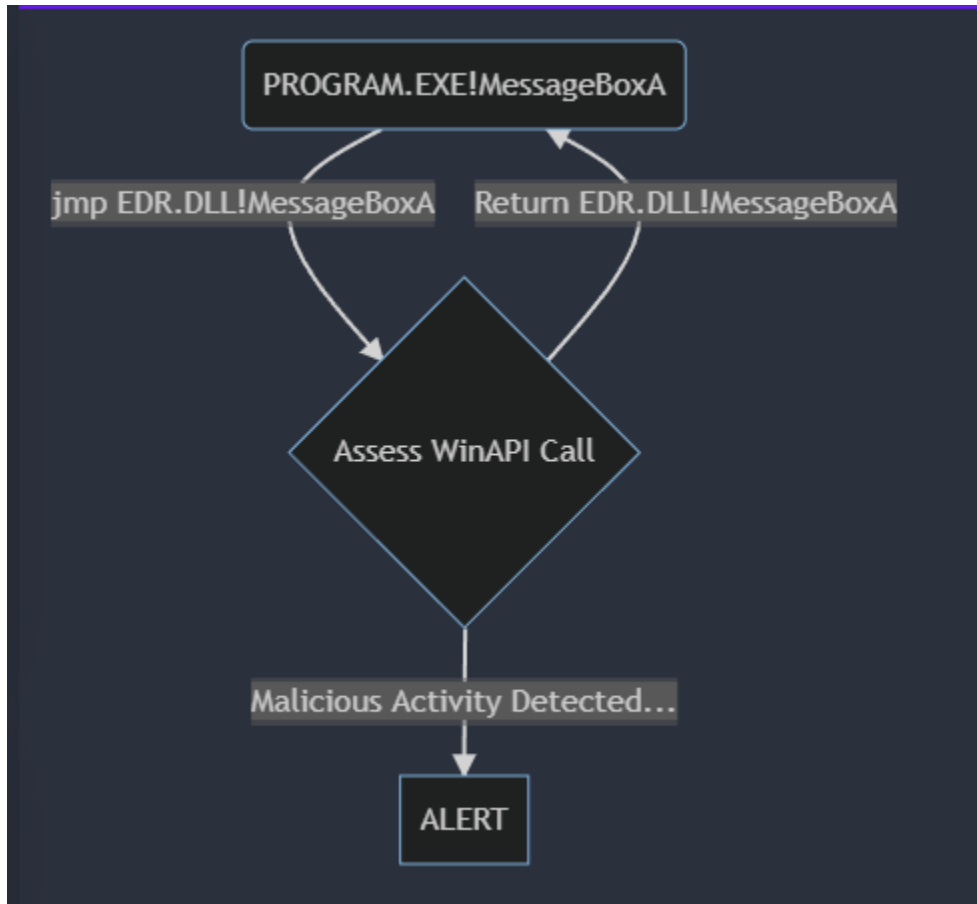 PROGRAM.EXE!MessageBoxA
jmp EDR.DLL!MessageBoxA
Return EDR.DLL!MessageBoxA
Assess WinAPI Call
Malicious Activity Detected...
ALERT